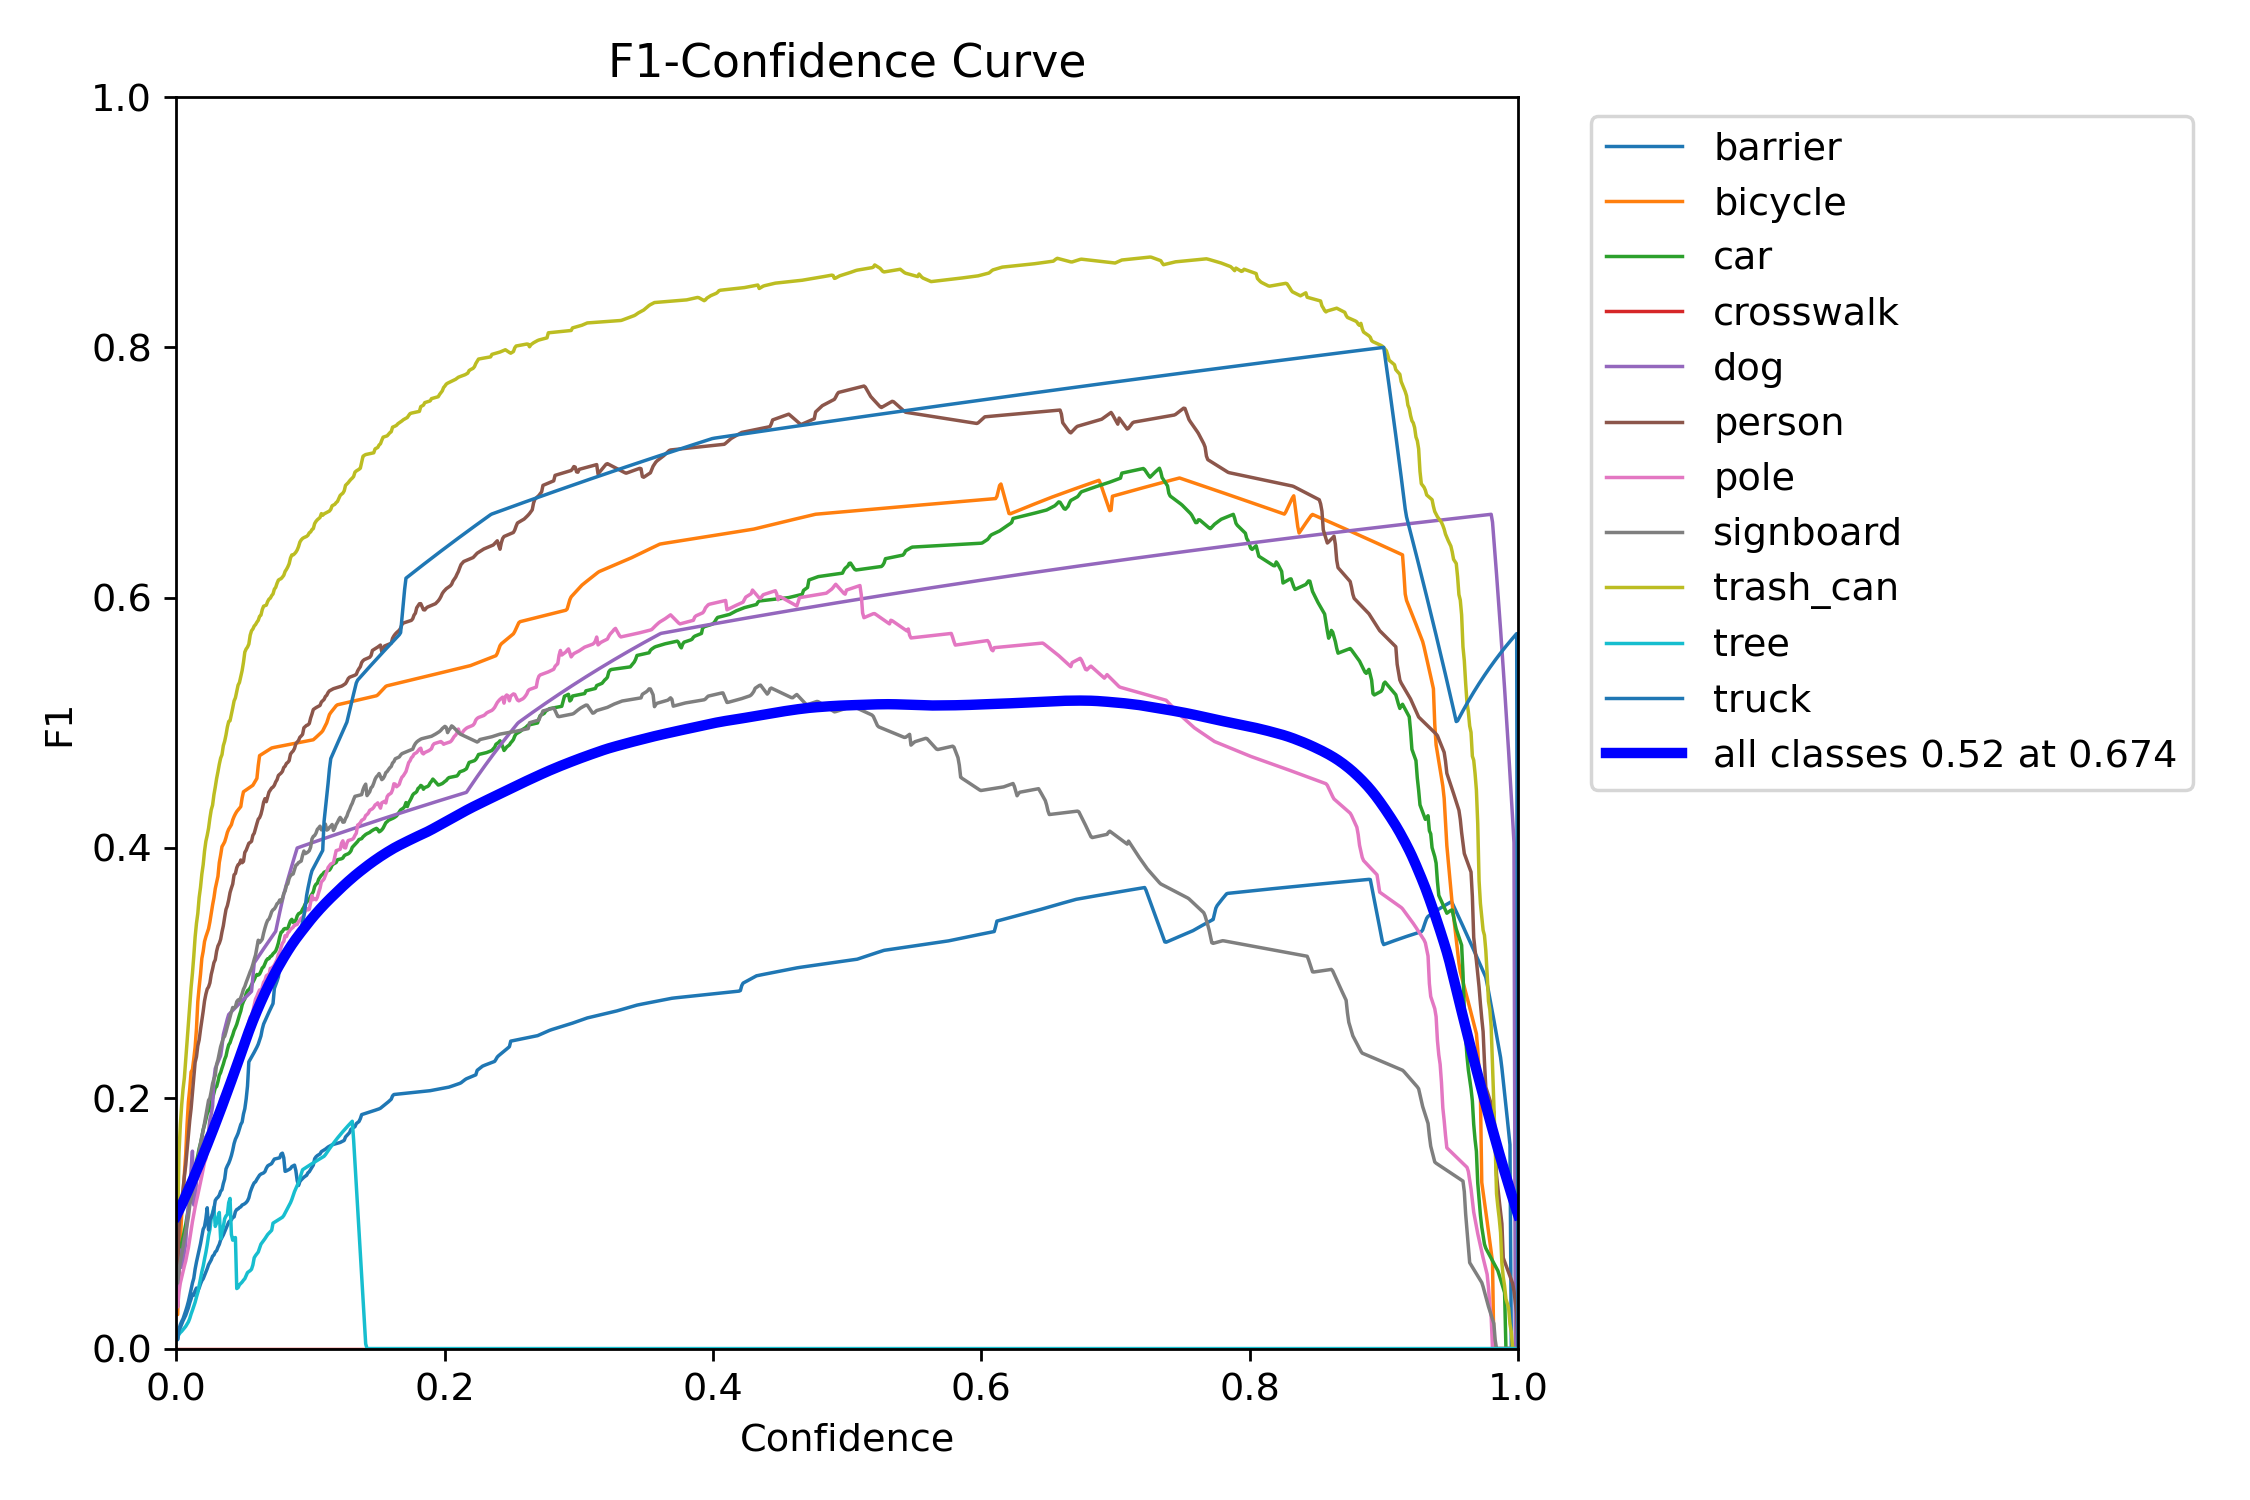 F1-Confidence Curve
1.0
0.8
0.6
0.4
0.2
0.0
F1
0.0 0.2 0.4 0.6 0.8 1.0
Confidence
barrier
bicycle
car
crosswalk
dog
person
pole
signboard
trash_can
tree
truck
all classes 0.52 at 0.674